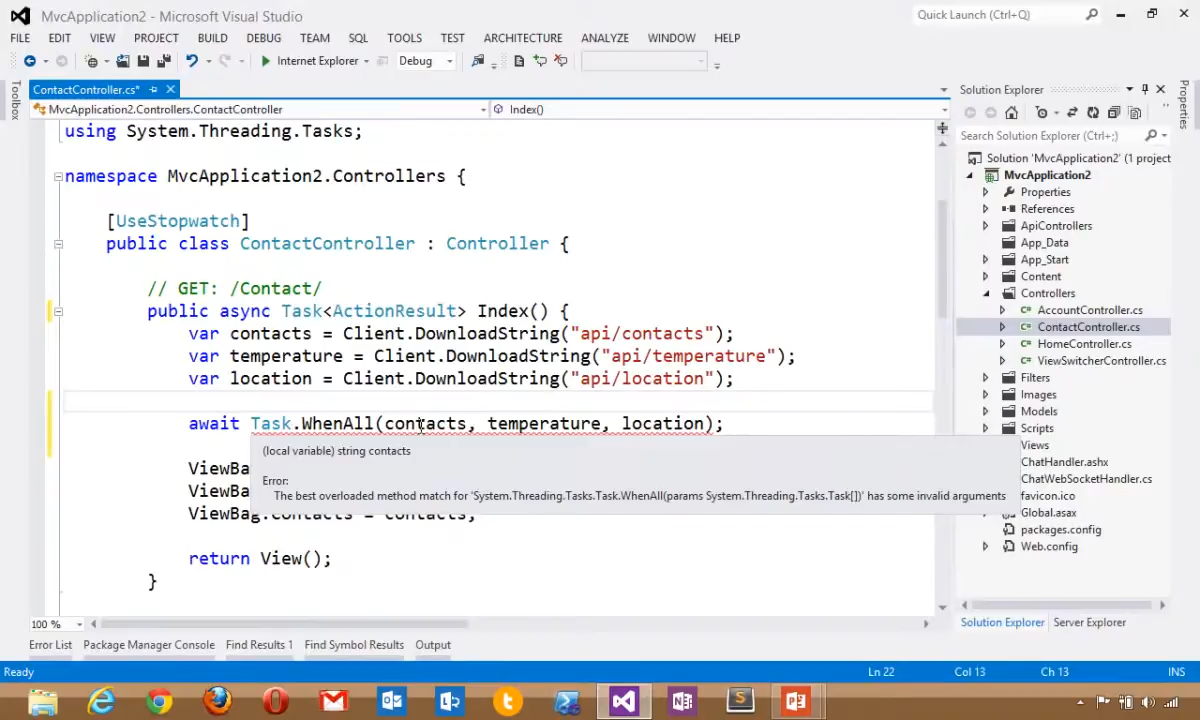 MvcApplication2 - Microsoft Visual Studio
Quick Launch (Ctrl+Q)
FILE EDIT VIEW PROJECT BUILD DEBUG TEAM SQL TOOLS TEST ARCHITECTURE ANALYZE WINDOW HELP
Internet Explorer Debug
Toolbox
ContactController.cs*
MvcApplication2.Controllers.ContactController
Index()
using System.Threading.Tasks;
namespace MvcApplication2.Controllers {
[UseStopwatch]
public class ContactController : Controller {
// GET: /Contact/
public async Task<ActionResult> Index() {
var contacts = Client.DownloadString("api/contacts");
var temperature = Client.DownloadString("api/temperature");
var location = Client.DownloadString("api/location");
await Task.WhenAll(contacts, temperature, location);
(local variable) string contacts
Error:
The best overloaded method match for 'System.Threading.Tasks.Task.WhenAll(params System.Threading.Tasks.Task[])' has some invalid arguments
ViewBa
ViewBa
ViewBag.Contacts = contacts;
return View();
}
100 %
Solution Explorer
Search Solution Explorer (Ctrl+;)
Solution 'MvcApplication2' (1 project
MvcApplication2
Properties
References
ApiControllers
App_Data
App_Start
Content
Controllers
AccountController.cs
ContactController.cs
HomeController.cs
ViewSwitcherController.cs
Filters
Images
Models
Scripts
Views
ChatHandler.ashx
ChatWebSocketHandler.cs
favicon.ico
Global.asax
packages.config
Web.config
Solution Explorer Server Explorer
Properties
Error List Package Manager Console Find Results 1 Find Symbol Results Output
Ready Ln 22 Col 13 Ch 13 INS